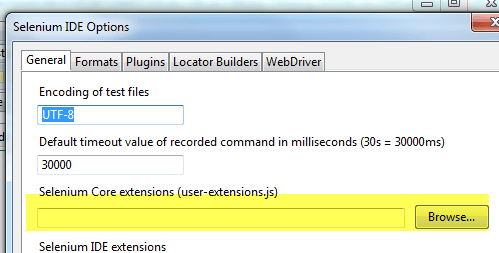 Selenium IDE Options
General Formats Plugins Locator Builders WebDriver
Encoding of test files
UTF-8
Default timeout value of recorded command in milliseconds (30s = 30000ms)
30000
Selenium Core extensions (user-extensions.js)
Browse...
Selenium IDE extensions